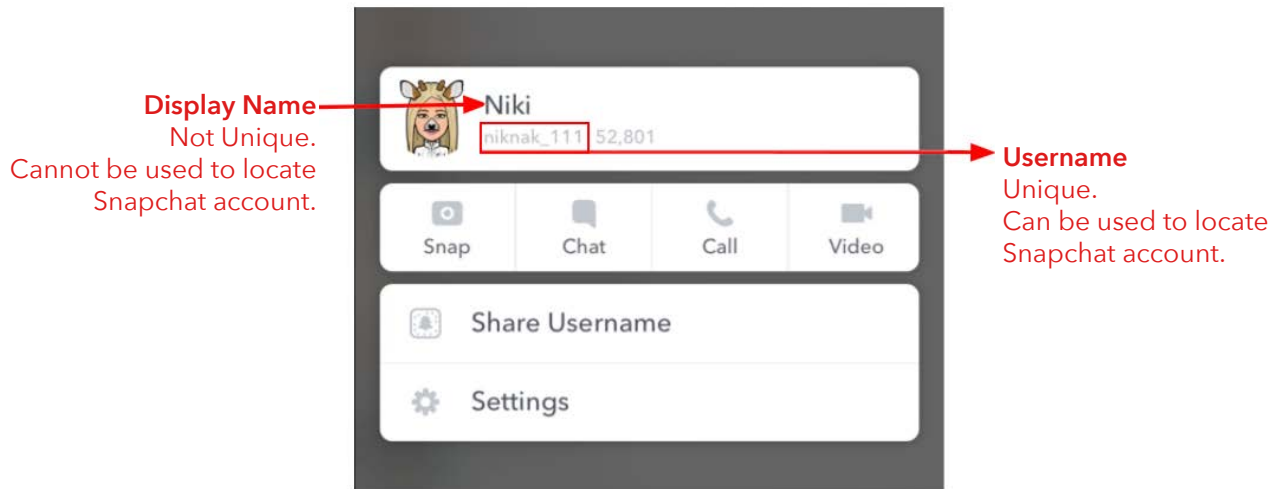 Display Name
Not Unique.
Cannot be used to locate
Snapchat account.
Niki
niknak_111 52,801
Username
Unique.
Can be used to locate
Snapchat account.
Snap
Chat
Call
Video
Share Username
Settings